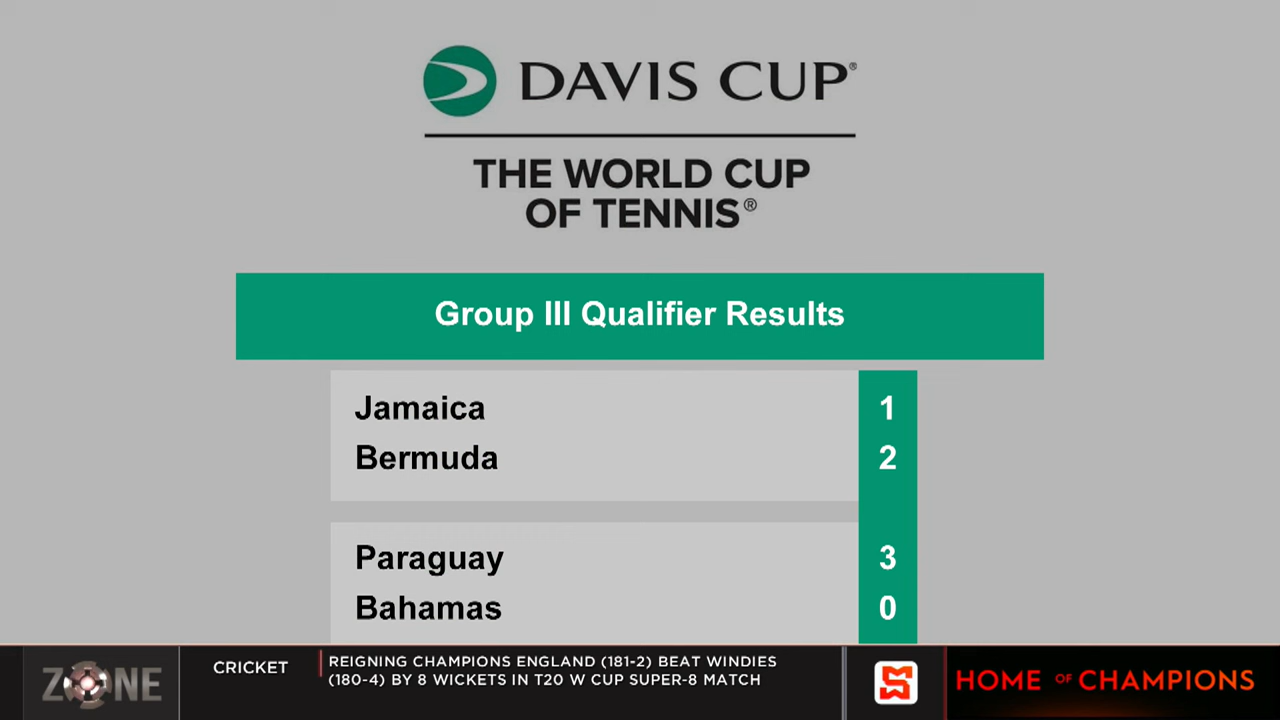 DAVIS CUP®
THE WORLD CUP
OF TENNIS®
Group III Qualifier Results
Jamaica 1
Bermuda 2
Paraguay 3
Bahamas 0
ZONE
CRICKET
REIGNING CHAMPIONS ENGLAND (181-2) BEAT WINDIES
(180-4) BY 8 WICKETS IN T20 W CUP SUPER-8 MATCH
HOME OF CHAMPIONS